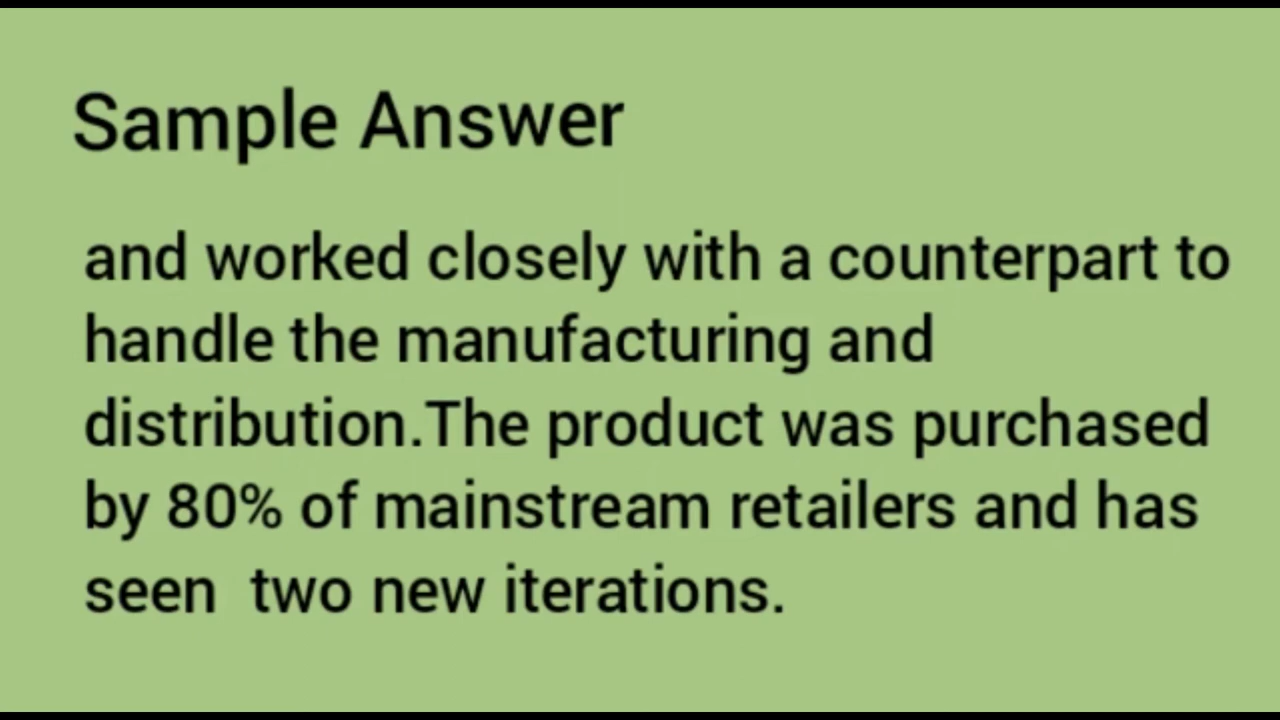 Sample Answer
and worked closely with a counterpart to
handle the manufacturing and
distribution.The product was purchased
by 80% of mainstream retailers and has
seen  two new iterations.